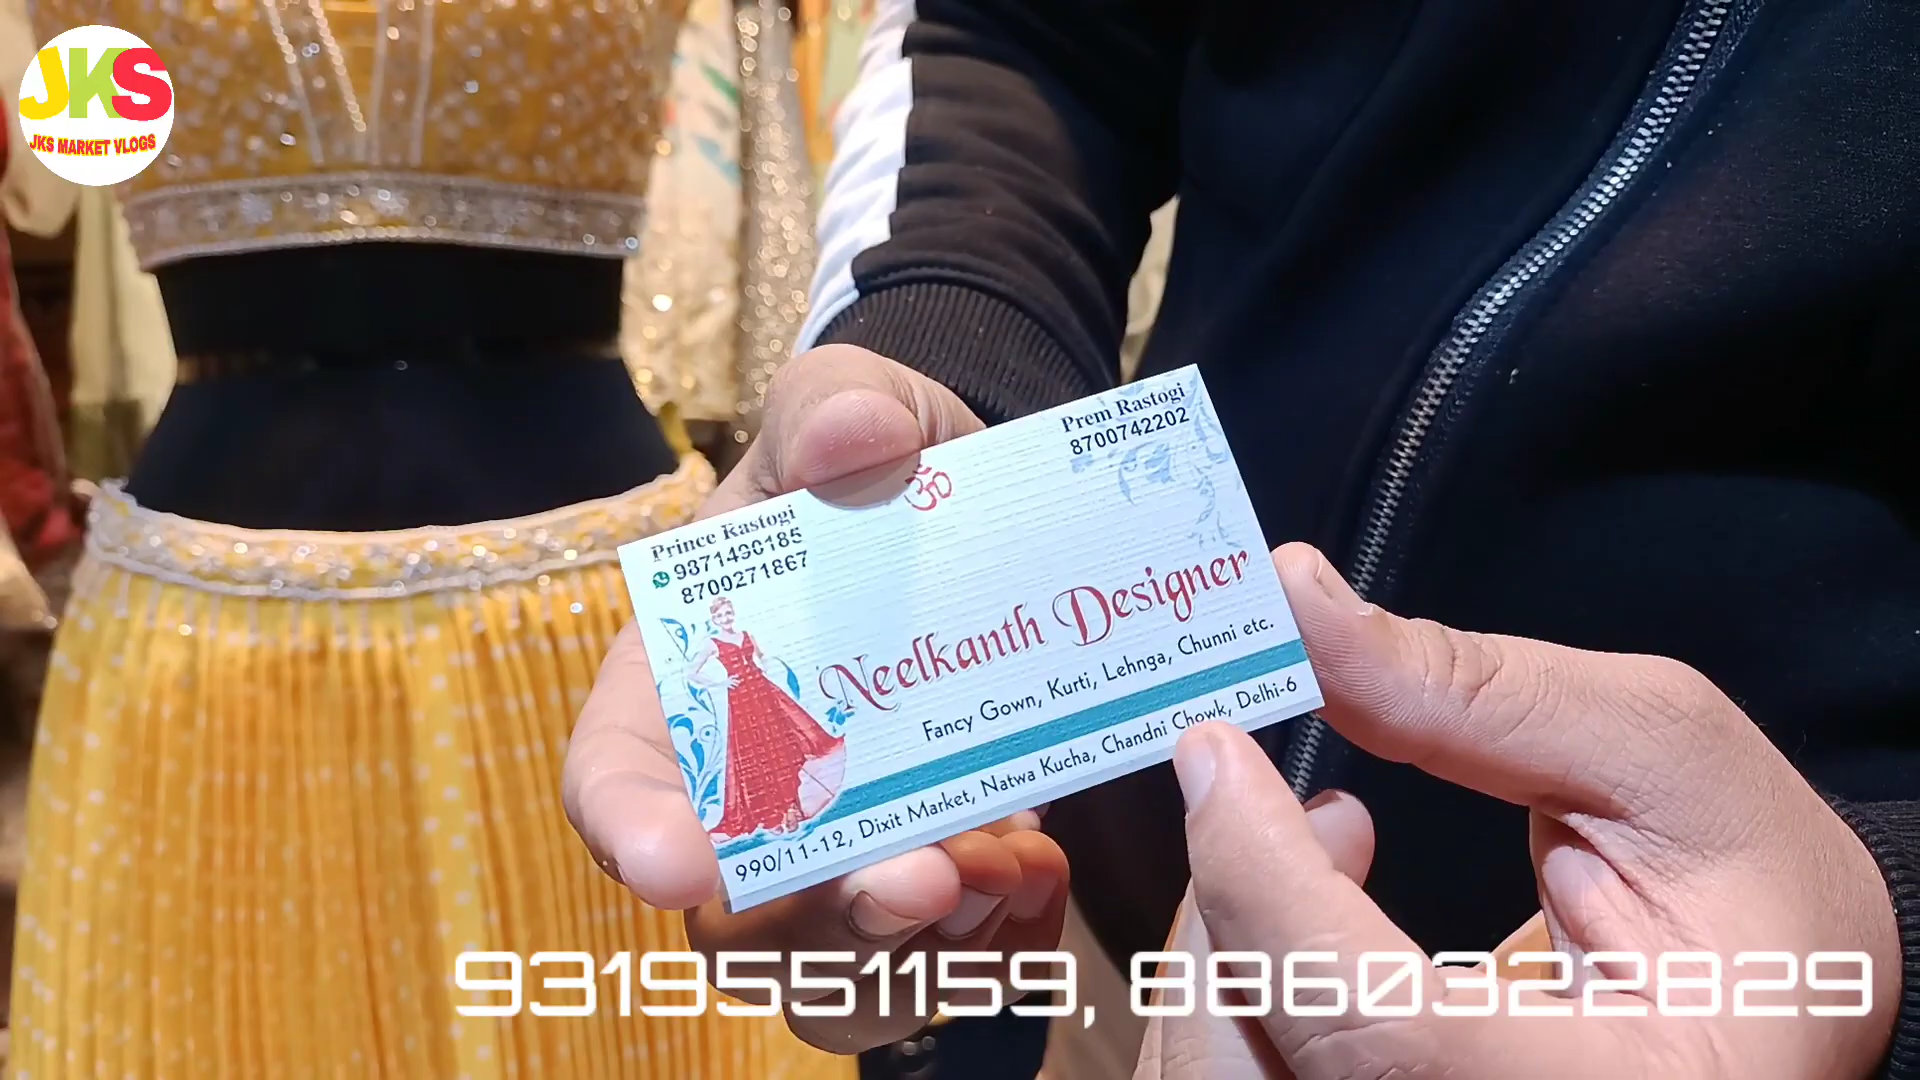 JKS
JKS MARKET VLOGS
ॐ
Prem Rastogi
8700742202
Prince Rastogi
9871490185
8700271867
Neelkanth Designer
Fancy Gown, Kurti, Lehnga, Chunni etc.
990/11-12, Dixit Market, Natwa Kucha, Chandni Chowk, Delhi-6
9319551159, 8860322829